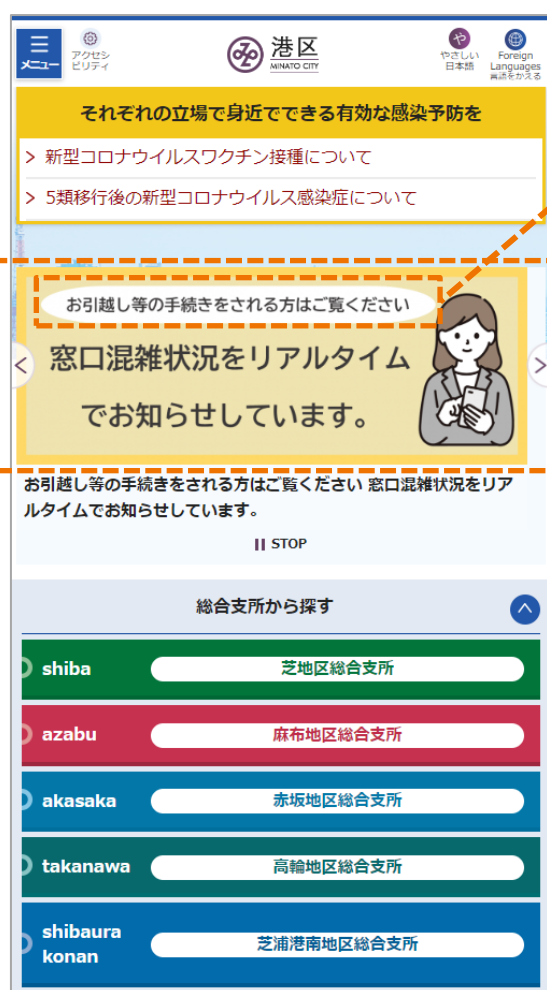 メニュー
アクセシ
ビリティ
港区
MINATO CITY
や
やさしい
日本語
Foreign
Languages
言語をかえる
それぞれの立場で身近でできる有効な感染予防を
> 新型コロナウイルスワクチン接種について
> 5類移行後の新型コロナウイルス感染症について
お引越し等の手続きをされる方はご覧ください
窓口混雑状況をリアルタイム
でお知らせしています。
お引越し等の手続きをされる方はご覧ください 窓口混雑状況をリア
ルタイムでお知らせしています。
STOP
総合支所から探す
shiba 芝地区総合支所
azabu 麻布地区総合支所
akasaka 赤坂地区総合支所
takanawa 高輪地区総合支所
shibaura
konan 芝浦港南地区総合支所